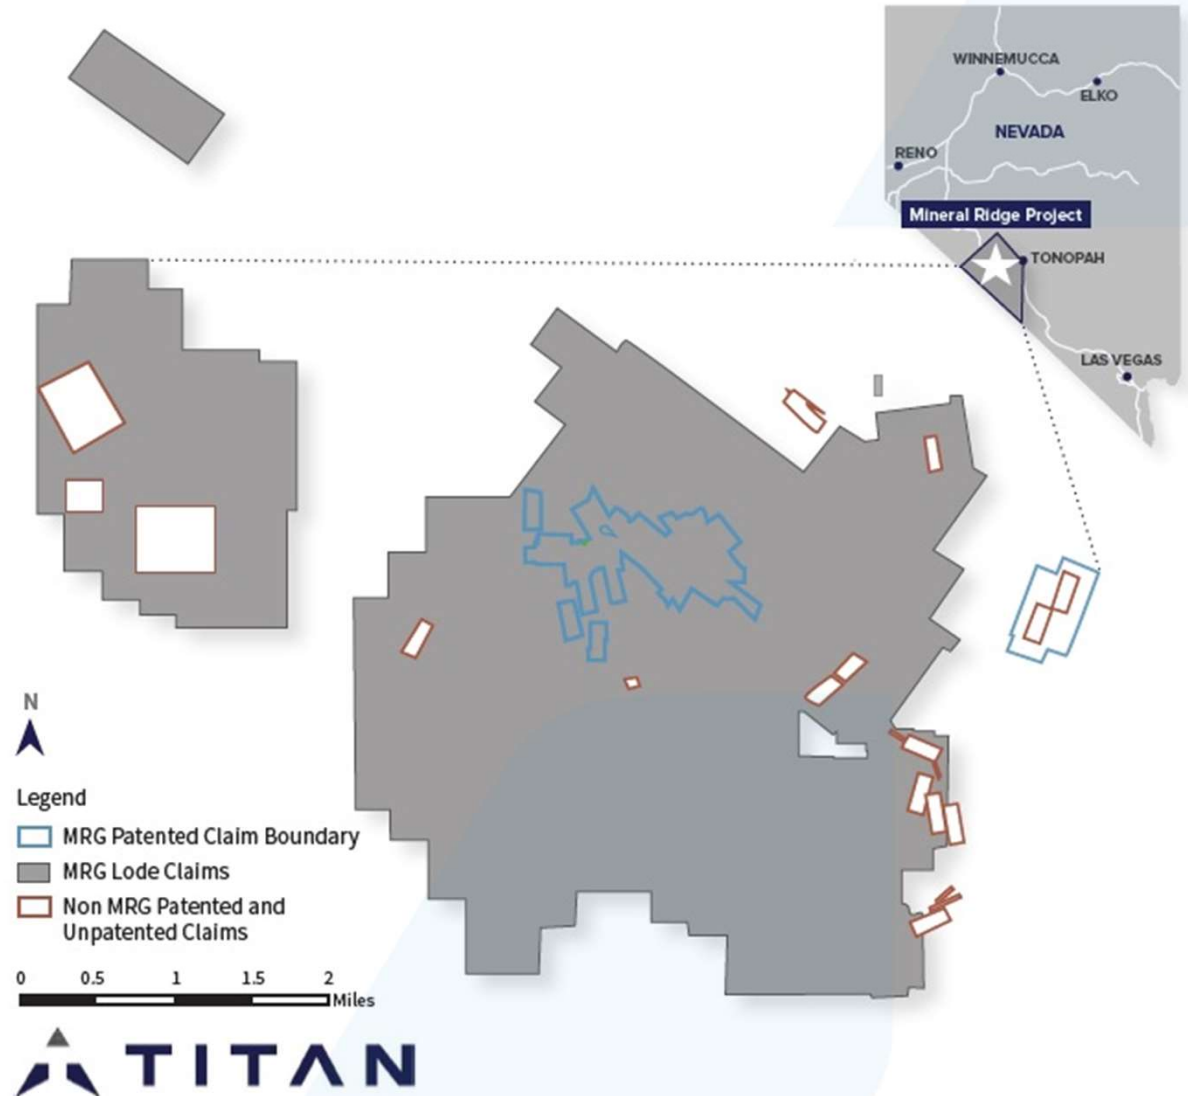 WINNEMUCCA
ELKO
NEVADA
RENO
Mineral Ridge Project
TONOPAH
LAS VEGAS
N
Legend
MRG Patented Claim Boundary
MRG Lode Claims
Non MRG Patented and
Unpatented Claims
0 0.5 1 1.5 2
Miles
TITAN